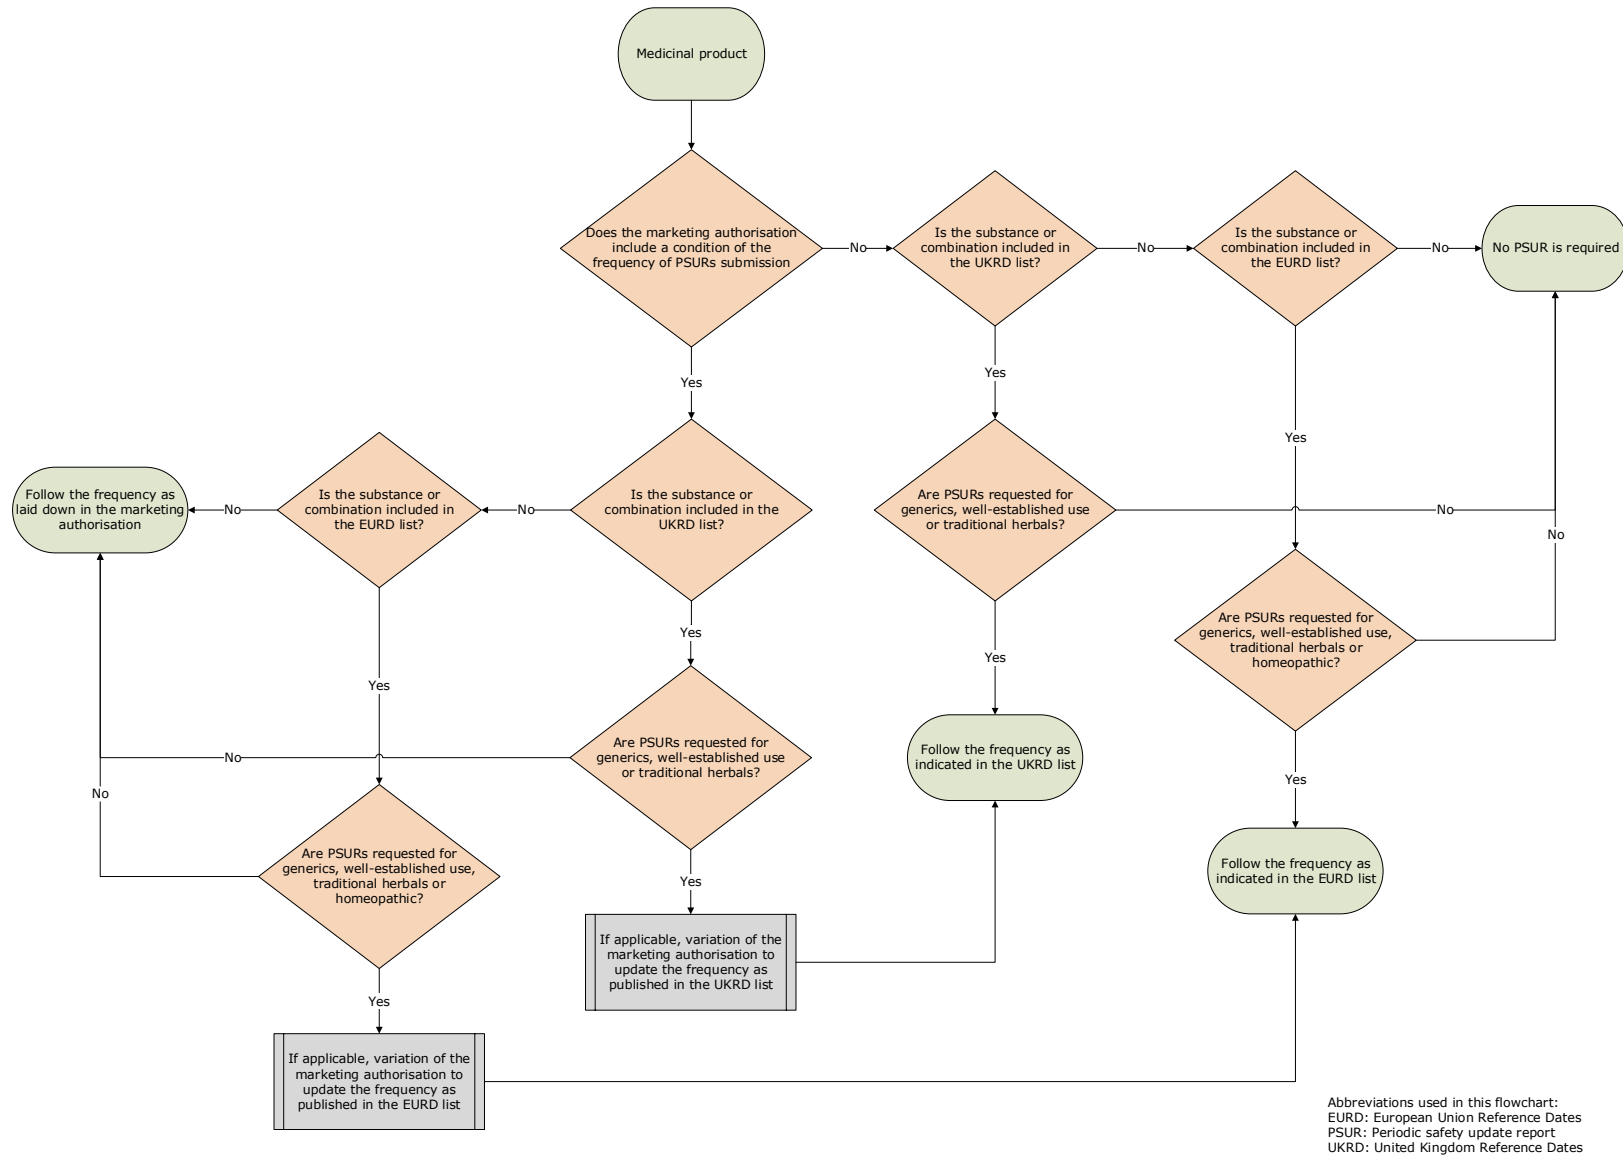 Medicinal product
Does the marketing authorisation
include a condition of the
frequency of PSURs submission
No
Is the substance or
combination included in
the UKRD list?
No
Is the substance or
combination included in
the EURD list?
No
No PSUR is required
Yes
Yes
Yes
Follow the frequency as
laid down in the marketing
authorisation
No
Is the substance or
combination included in
the EURD list?
No
Is the substance or
combination included in the
UKRD list?
Are PSURs requested for
generics, well-established use
or traditional herbals?
No
No
Yes
Yes
Yes
Are PSURs requested for
generics, well-established use,
traditional herbals or
homeopathic?
No
Are PSURs requested for
generics, well-established use
or traditional herbals?
Follow the frequency as
indicated in the UKRD list
Yes
No
Are PSURs requested for
generics, well-established use,
traditional herbals or
homeopathic?
Yes
Follow the frequency as
indicated in the EURD list
If applicable, variation of the
marketing authorisation to
update the frequency as
published in the UKRD list
Yes
If applicable, variation of the
marketing authorisation to
update the frequency as
published in the EURD list
Abbreviations used in this flowchart:
EURD: European Union Reference Dates
PSUR: Periodic safety update report
UKRD: United Kingdom Reference Dates